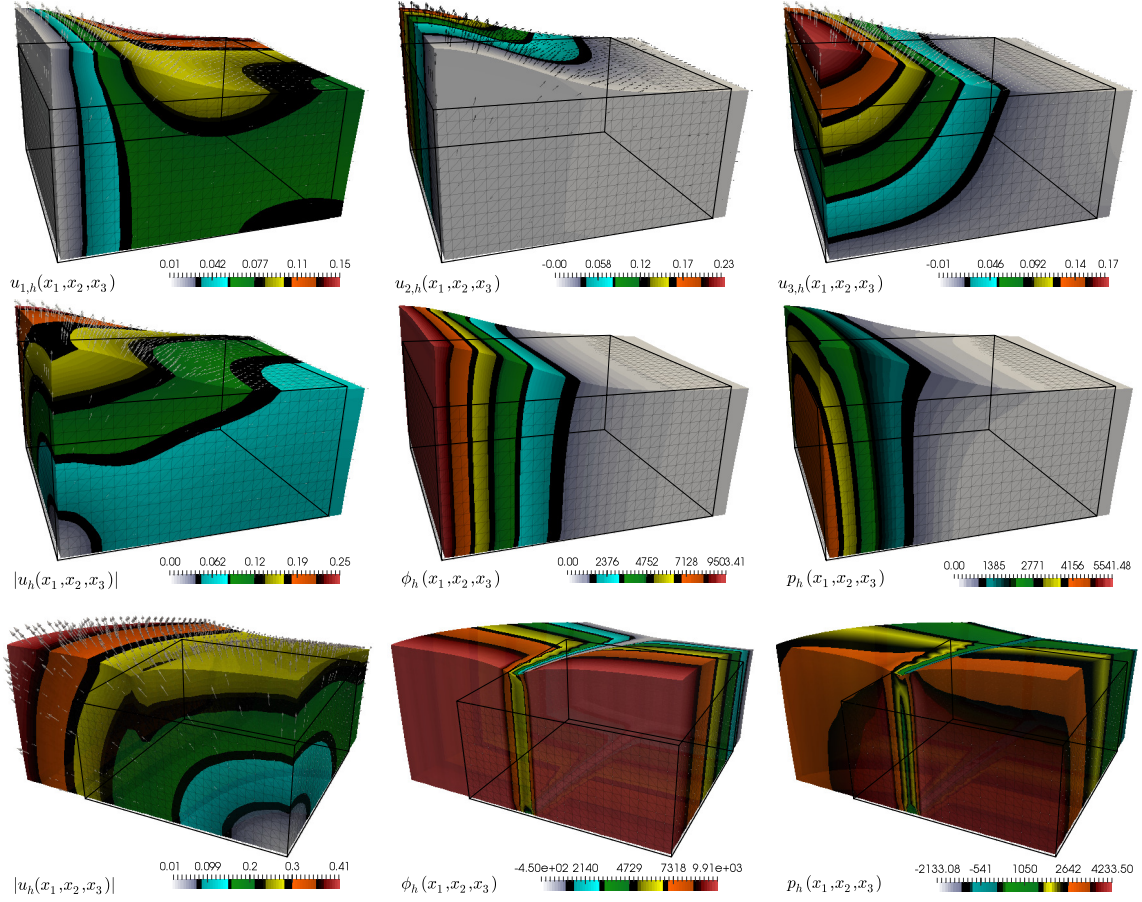 0.01 0.042 0.077 0.11 0.15
u_{1,h}(x_1,x_2,x_3)
-0.00 0.058 0.12 0.17 0.23
u_{2,h}(x_1,x_2,x_3)
-0.01 0.046 0.092 0.14 0.17
u_{3,h}(x_1,x_2,x_3)
0.00 0.062 0.12 0.19 0.25
|u_h(x_1,x_2,x_3)|
0.00 2376 4752 7128 9503.41
ϕ_h(x_1,x_2,x_3)
0.00 1385 2771 4156 5541.48
p_h(x_1,x_2,x_3)
0.01 0.099 0.2 0.3 0.41
|u_h(x_1,x_2,x_3)|
-4.50e+02 2140 4729 7318 9.91e+03
ϕ_h(x_1,x_2,x_3)
-2133.08 -541 1050 2642 4233.50
p_h(x_1,x_2,x_3)